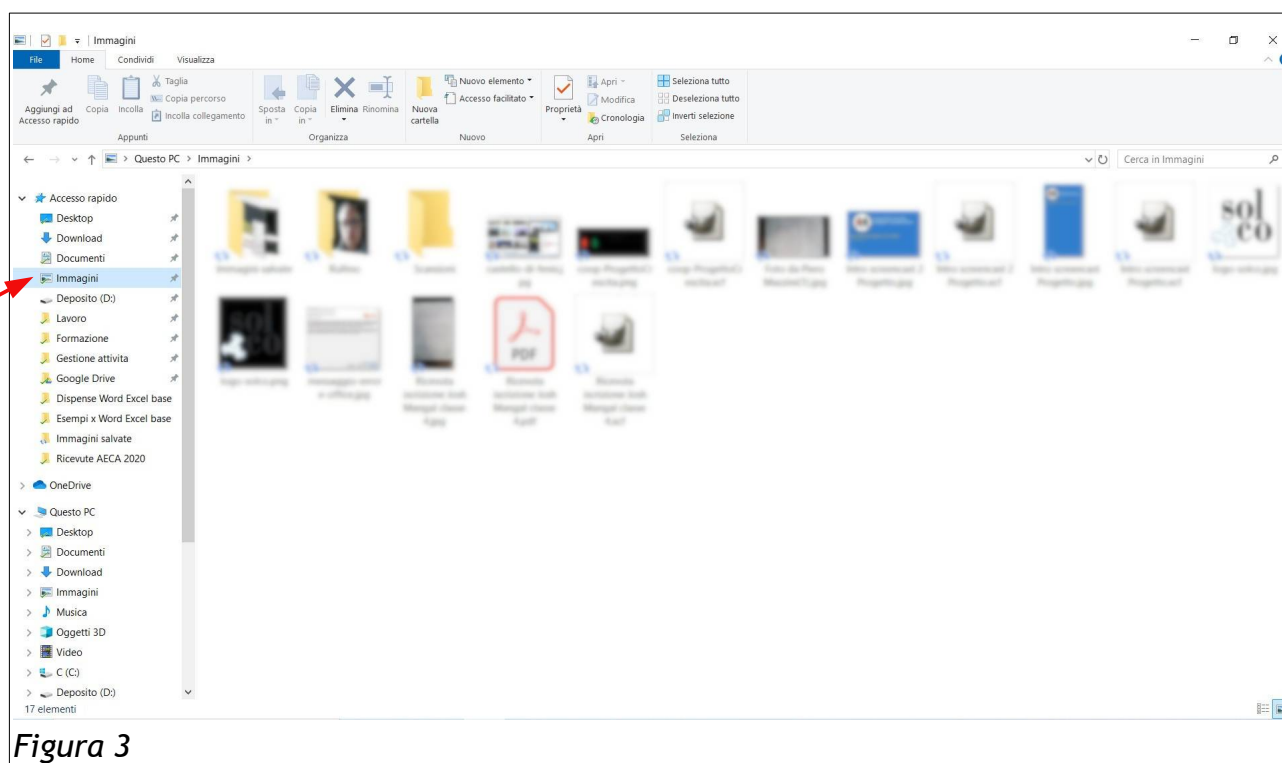 Immagini
File Home Condividi Visualizza
Aggiungi ad Accesso rapido
Copia
Incolla
Taglia
Copia percorso
Incolla collegamento
Appunti
Sposta in
Copia in
Elimina
Rinomina
Organizza
Nuova cartella
Nuovo elemento
Accesso facilitato
Nuovo
Proprietà
Apri
Modifica
Cronologia
Apri
Seleziona tutto
Deseleziona tutto
Inverti selezione
Seleziona
Questo PC > Immagini >
Cerca in Immagini
Accesso rapido
Desktop
Download
Documenti
Immagini
Deposito (D:)
Lavoro
Formazione
Gestione attivita
Google Drive
Dispense Word Excel base
Esempi x Word Excel base
Immagini salvate
Ricevute AECA 2020
OneDrive
Questo PC
Desktop
Documenti
Download
Immagini
Musica
Oggetti 3D
Video
C (C:)
Deposito (D:)
sol
co
PDF
17 elementi
Figura 3